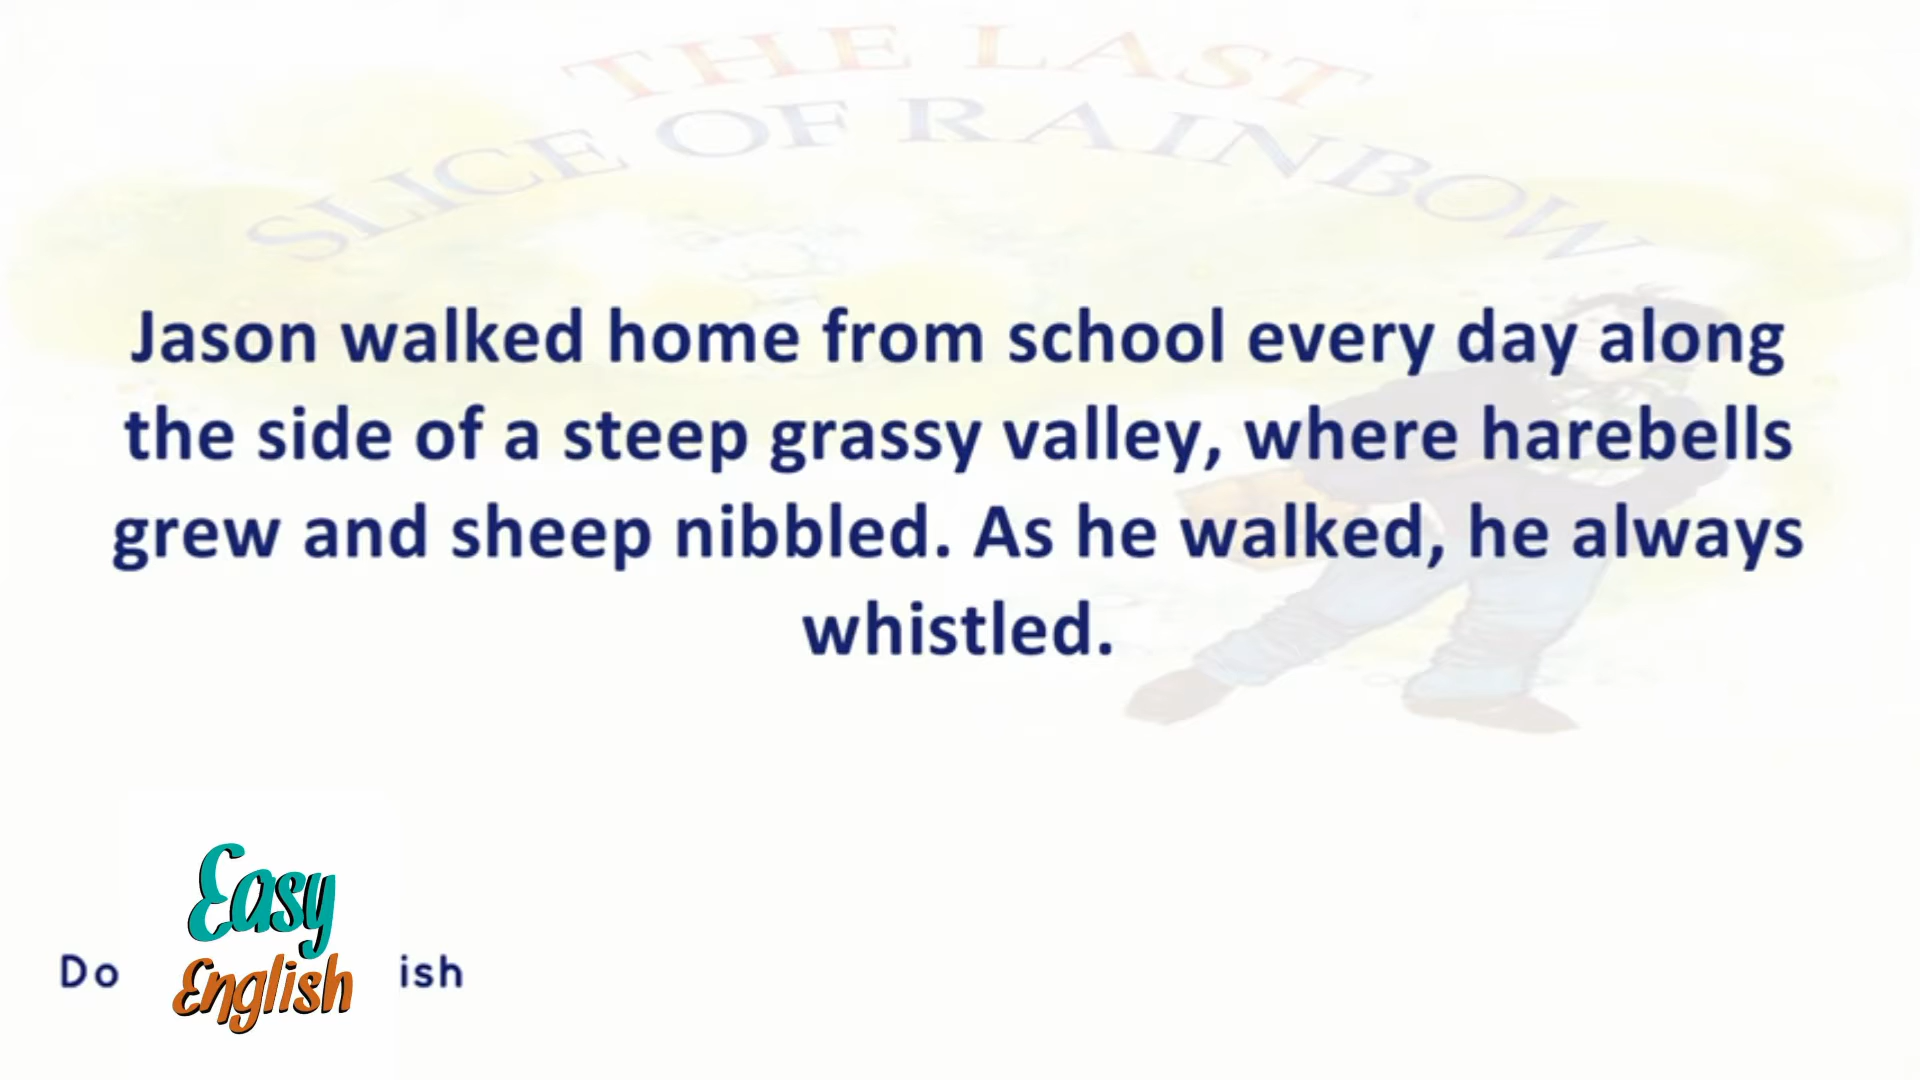 THE LAST
SLICE OF RAINBOW
Jason walked home from school every day along
the side of a steep grassy valley, where harebells
grew and sheep nibbled. As he walked, he always
whistled.
Easy
English
Do ish